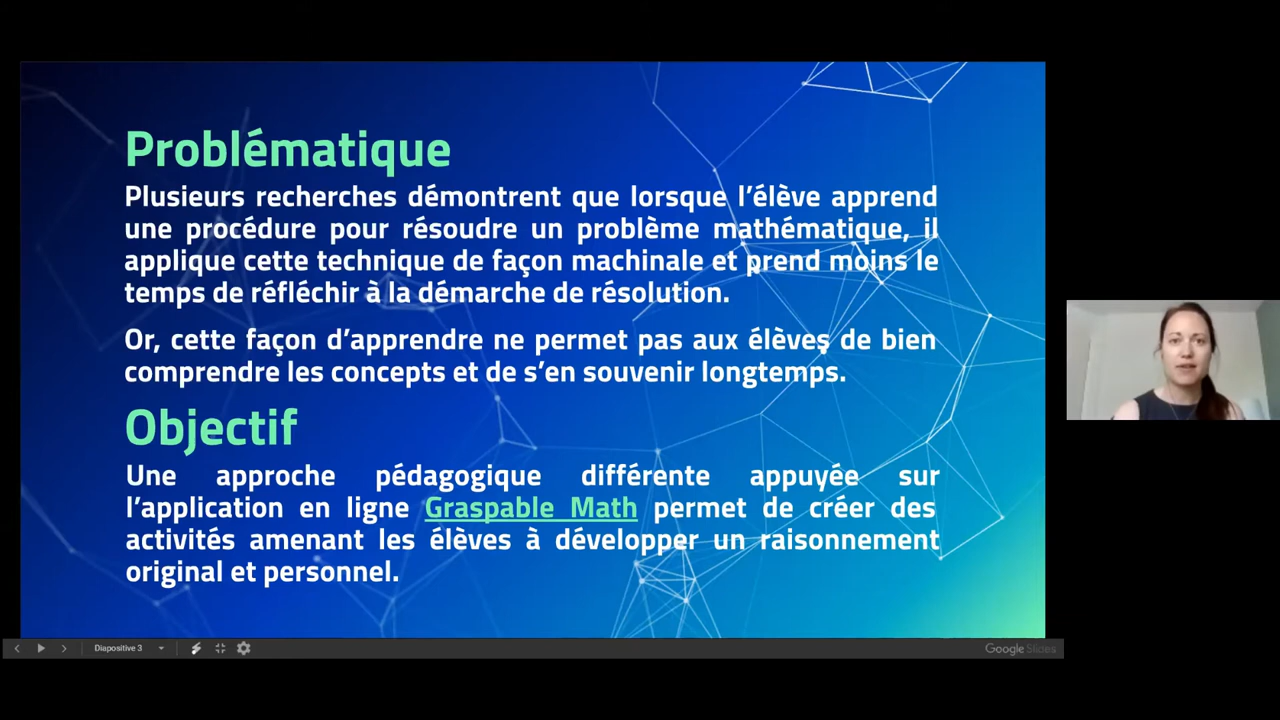 Problématique
Plusieurs recherches démontrent que lorsque l'élève apprend
une procédure pour résoudre un problème mathématique, il
applique cette technique de façon machinale et prend moins le
temps de réfléchir à la démarche de résolution.
Or, cette façon d'apprendre ne permet pas aux élèves de bien
comprendre les concepts et de s'en souvenir longtemps.
Objectif
Une approche pédagogique différente appuyée sur
l'application en ligne Graspable Math permet de créer des
activités amenant les élèves à développer un raisonnement
original et personnel.
Diapositive 3
Google Slides